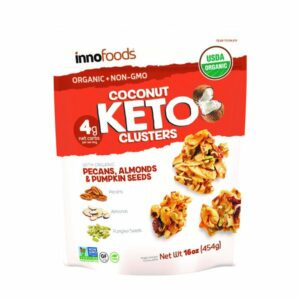 innofoods
ORGANIC + NON-GMO
USDA
ORGANIC
COCONUT
KETO
CLUSTERS
4g
net carbs
WITH ORGANIC
PECANS, ALMONDS
& PUMPKIN SEEDS
Pecans
Almonds
Pumpkin Seeds
GF
Net Wt 16oz (454g)